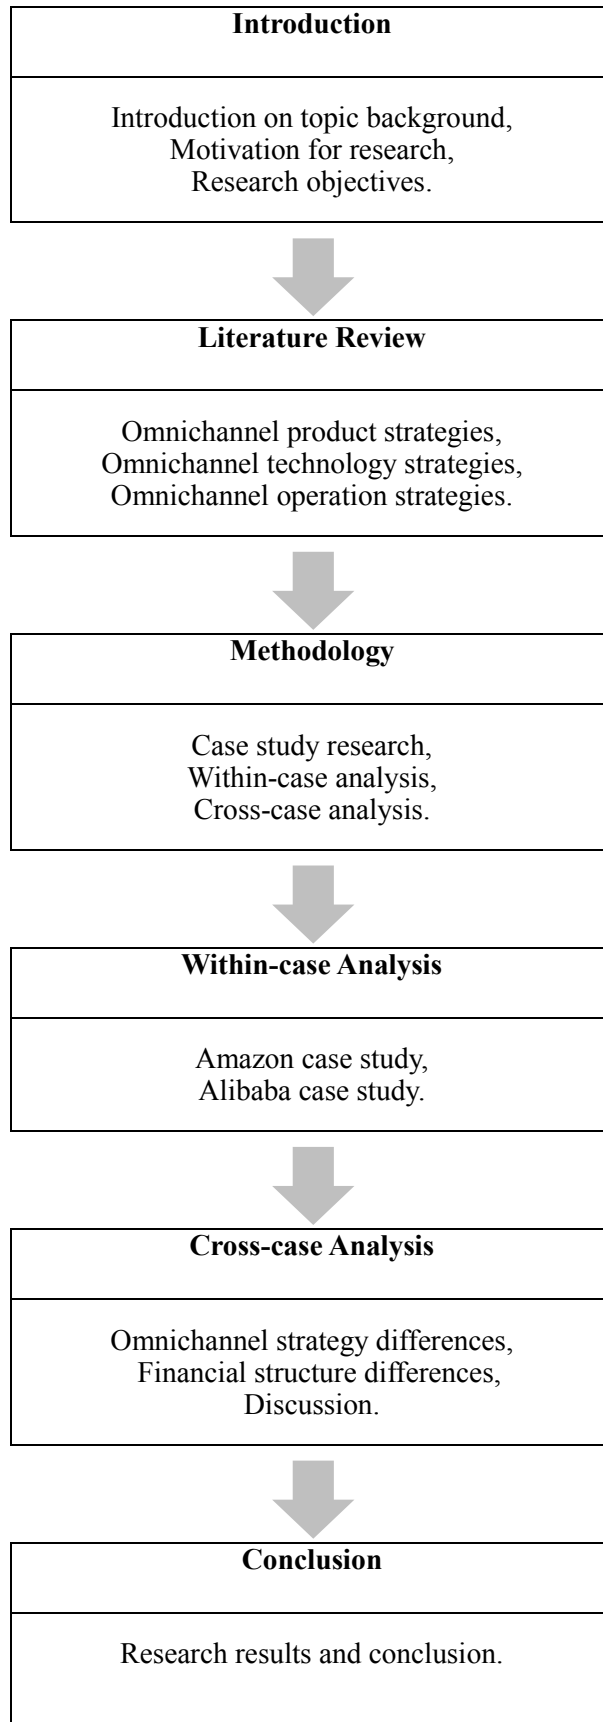 Introduction
Introduction on topic background,
Motivation for research,
Research objectives.
Literature Review
Omnichannel product strategies,
Omnichannel technology strategies,
Omnichannel operation strategies.
Methodology
Case study research,
Within-case analysis,
Cross-case analysis.
Within-case Analysis
Amazon case study,
Alibaba case study.
Cross-case Analysis
Omnichannel strategy differences,
Financial structure differences,
Discussion.
Conclusion
Research results and conclusion.